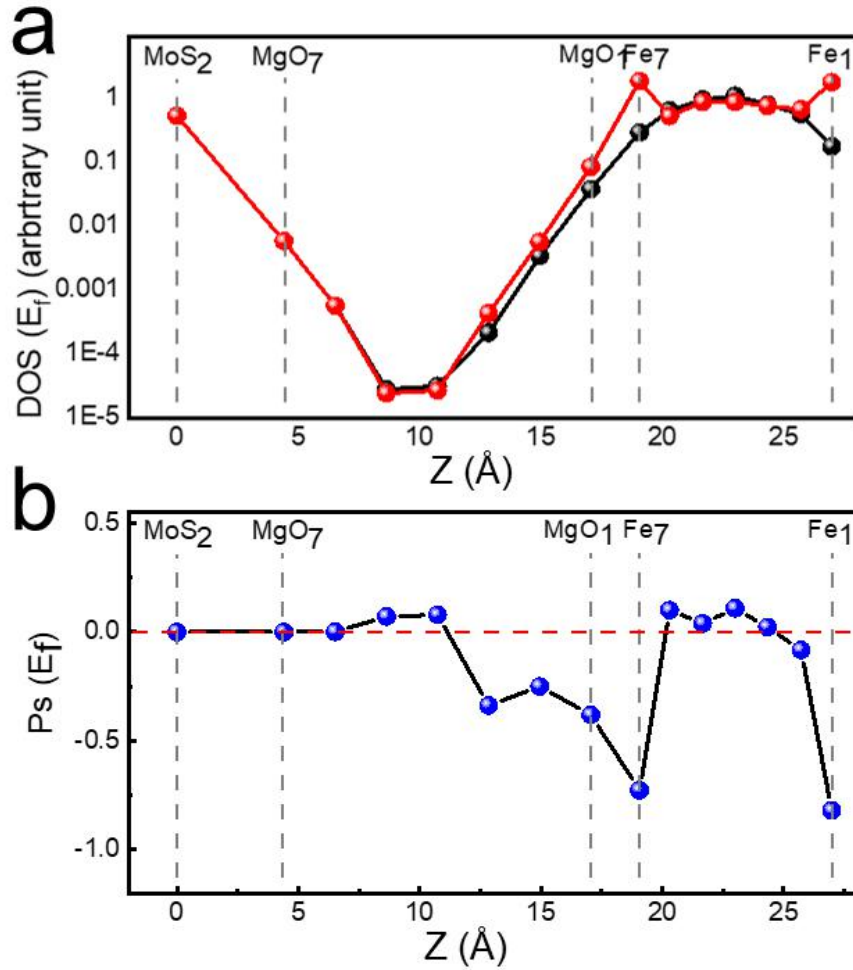 a
MoS2 MgO7 MgO1 Fe7 Fe1
1
0.1
0.01
0.001
1E-4
1E-5
DOS (Ef) (arbrtrary unit)
0 5 10 15 20 25
Z (Å)
b
MoS2 MgO7 MgO1 Fe7 Fe1
0.5
0.0
-0.5
-1.0
Ps (Ef)
0 5 10 15 20 25
Z (Å)